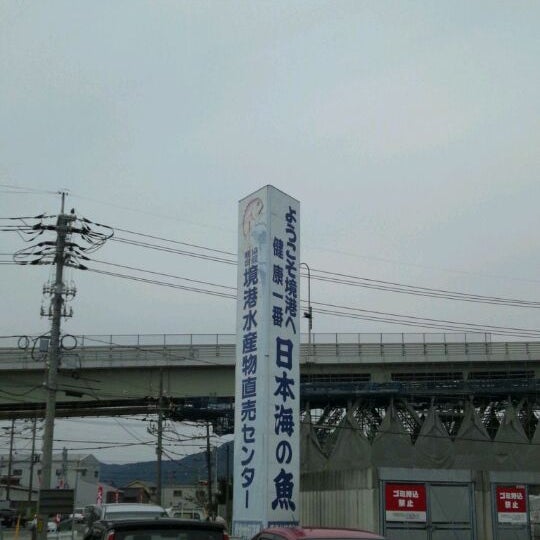 ようこそ境港へ
健康一番
日本海の魚
境港水産物直売センター
ゴミ持込
禁止
ゴミ持込
禁止